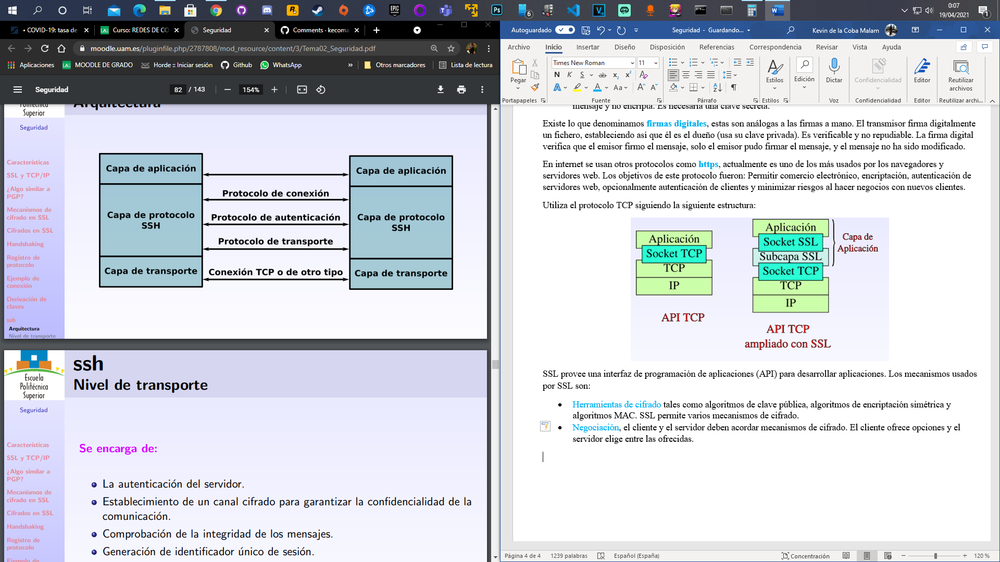 0:07
19/04/2021
6
1
• COVID-19: tasa de
Curso: REDES DE CO
Seguridad
Comments · kecoma
moodle.uam.es/pluginfile.php/2787808/mod_resource/content/3/Tema02_Seguridad.pdf
Aplicaciones
MOODLE DE GRADO
Horde :: Iniciar sesión
Github
WhatsApp
»
Otros marcadores
Lista de lectura
Seguridad
82 / 143
154%
Politécnica
Superior
Arquitectura
Seguridad
Características
SSL y TCP/IP
¿Algo similar a
PGP?
Mecanismos de
cifrado en SSL
Cifrados en SSL
Handshaking
Registro de
protocolo
Ejemplo de
conexión
Derivación de
claves
ssh
Arquitectura
Nivel de transporte
Capa de aplicación
Capa de aplicación
Protocolo de conexión
Capa de protocolo
SSH
Protocolo de autenticación
Capa de protocolo
SSH
Protocolo de transporte
Capa de transporte
Conexión TCP o de otro tipo
Capa de transporte
Escuela
Politécnica
Superior
ssh
Nivel de transporte
Seguridad
Características
SSL y TCP/IP
¿Algo similar a
PGP?
Mecanismos de
cifrado en SSL
Cifrados en SSL
Handshaking
Registro de
protocolo
Ejemplo de
Se encarga de:
La autenticación del servidor.
Establecimiento de un canal cifrado para garantizar la confidencialidad de la
comunicación.
Comprobación de la integridad de los mensajes.
Generación de identificador único de sesión.
Autoguardado
Seguridad - Guardando...
Kevin de la Coba Malam
Archivo
Inicio
Insertar
Diseño
Disposición
Referencias
Correspondencia
Revisar
Vista
Ayuda
Pegar
Times New Roman
11
N K S ab x₂ x²
Estilos
Edición
Dictar
Confidencialidad
Editor
Reutilizar
archivos
Portapapeles
Fuente
Párrafo
Estilos
Voz
Confidencialidad
Editor
Reutilizar archi...
mensaje y no encripta. Es necesaria una clave secreta.
Existe lo que denominamos firmas digitales, estas son análogas a las firmas a mano. El transmisor firma digitalmente
un fichero, estableciendo así que él es el dueño (usa su clave privada). Es verificable y no repudiable. La firma digital
verifica que el emisor firmo el mensaje, solo el emisor pudo firmar el mensaje, y el mensaje no ha sido modificado.
En internet se usan otros protocolos como https, actualmente es uno de los más usados por los navegadores y
servidores web. Los objetivos de este protocolo fueron: Permitir comercio electrónico, encriptación, autenticación de
servidores web, opcionalmente autenticación de clientes y minimizar riesgos al hacer negocios con nuevos clientes.
Utiliza el protocolo TCP siguiendo la siguiente estructura:
Aplicación
Socket TCP
TCP
IP
API TCP
Aplicación
Socket SSL
Subcapa SSL
Socket TCP
TCP
IP
Capa de
Aplicación
API TCP
ampliado con SSL
SSL provee una interfaz de programación de aplicaciones (API) para desarrollar aplicaciones. Los mecanismos usados
por SSL son:
Herramientas de cifrado tales como algoritmos de clave pública, algoritmos de encriptación simétrica y
algoritmos MAC. SSL permite varios mecanismos de cifrado.
Negociación, el cliente y el servidor deben acordar mecanismos de cifrado. El cliente ofrece opciones y el
servidor elige entre las ofrecidas.
Página 4 de 4
1239 palabras
Español (España)
Concentración
120 %